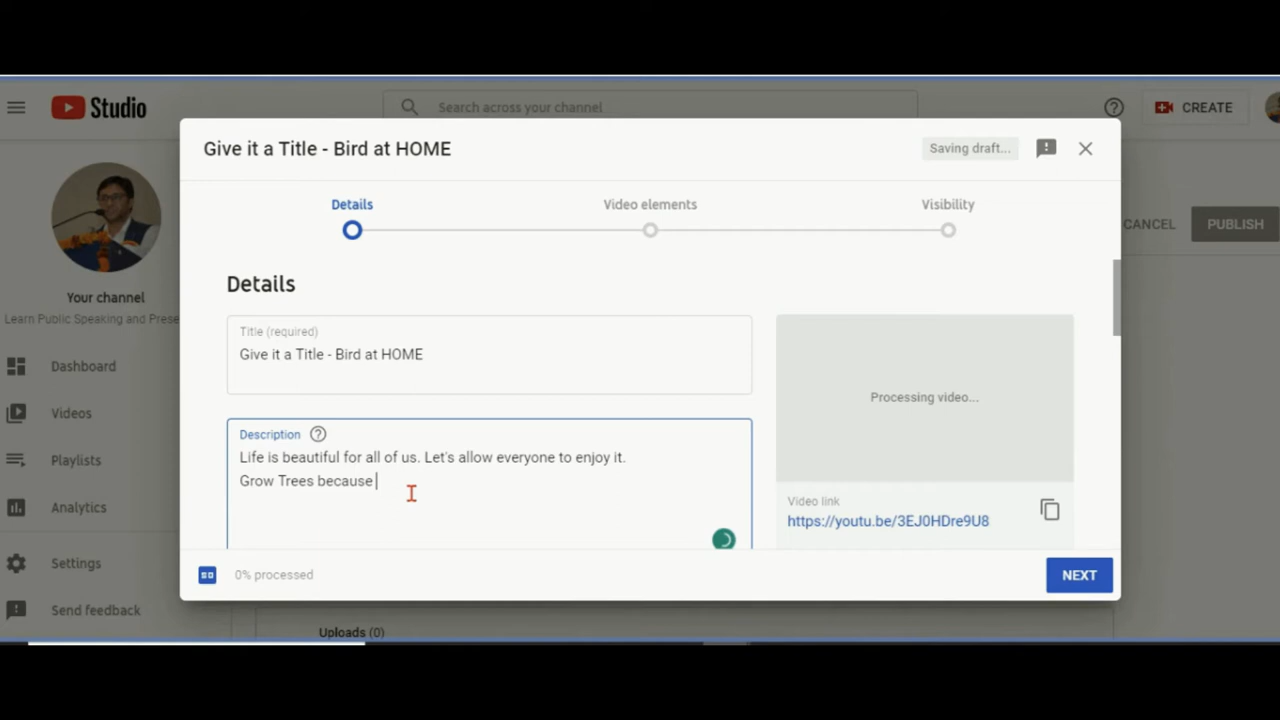 Studio
Search across your channel
CREATE
Give it a Title - Bird at HOME
Saving draft...
Details
Video elements
Visibility
CANCEL
PUBLISH
Your channel
Learn Public Speaking and
Dashboard
Videos
Playlists
Analytics
Settings
Send feedback
Details
Title (required)
Give it a Title - Bird at HOME
Description
Life is beautiful for all of us. Let's allow everyone to enjoy it.
Grow Trees because
Processing video...
Video link
https://youtu.be/3EJ0HDre9U8
SD
0% processed
NEXT
Uploads (0)